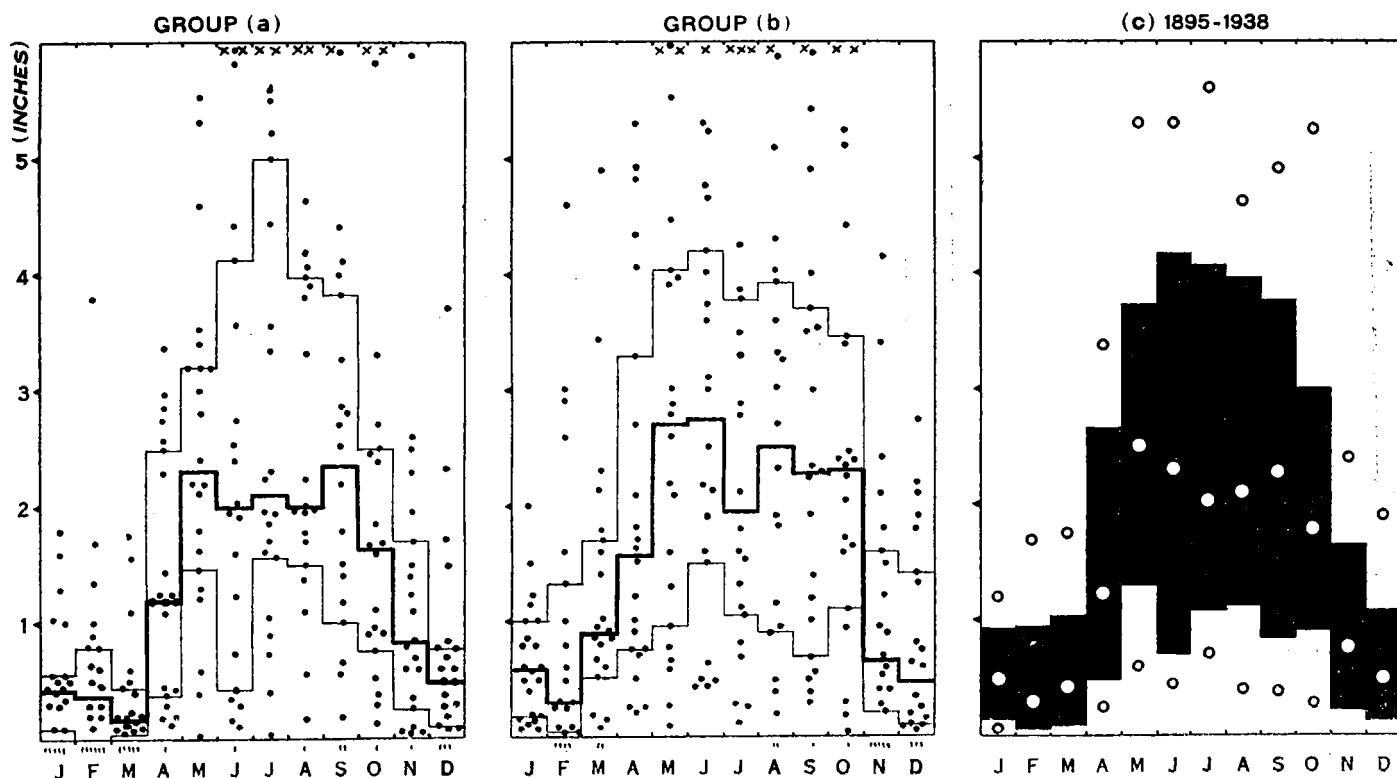 GROUP (a)
GROUP (b)
(c) 1895-1938
(INCHES)
5
4
3
2
1
J F M A M J J A S O N D
J F M A M J J A S O N D
J F M A M J J A S O N D